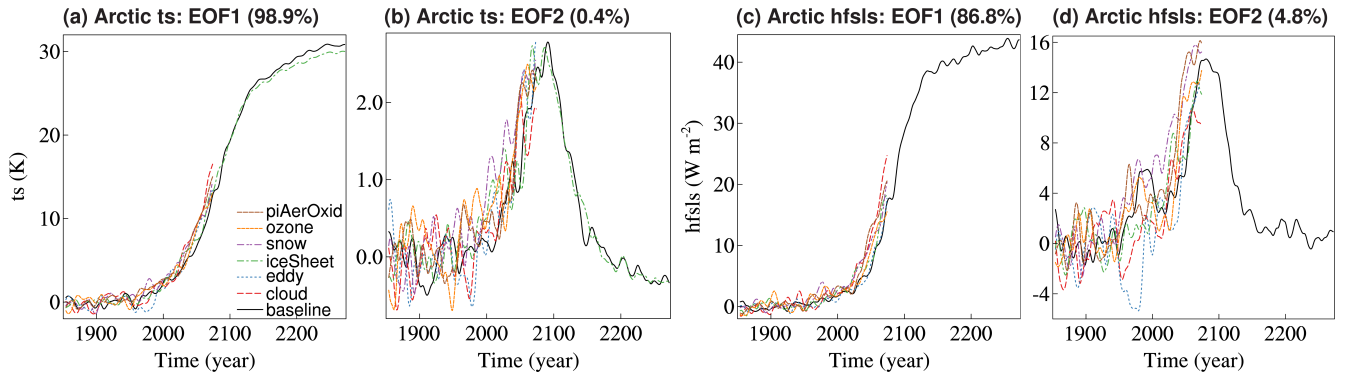 (a) Arctic ts: EOF1 (98.9%)
30
20
10
0
ts (K)
1900
2000
2100
2200
Time (year)
piAerOxid
ozone
snow
iceSheet
eddy
cloud
baseline
(b) Arctic ts: EOF2 (0.4%)
2.0
1.0
0.0
1900
2000
2100
2200
Time (year)
(c) Arctic hfsls: EOF1 (86.8%)
40
30
20
10
0
hfsls (W m-2)
1900
2000
2100
2200
Time (year)
(d) Arctic hfsls: EOF2 (4.8%)
16
12
8
4
0
−4
1900
2000
2100
2200
Time (year)